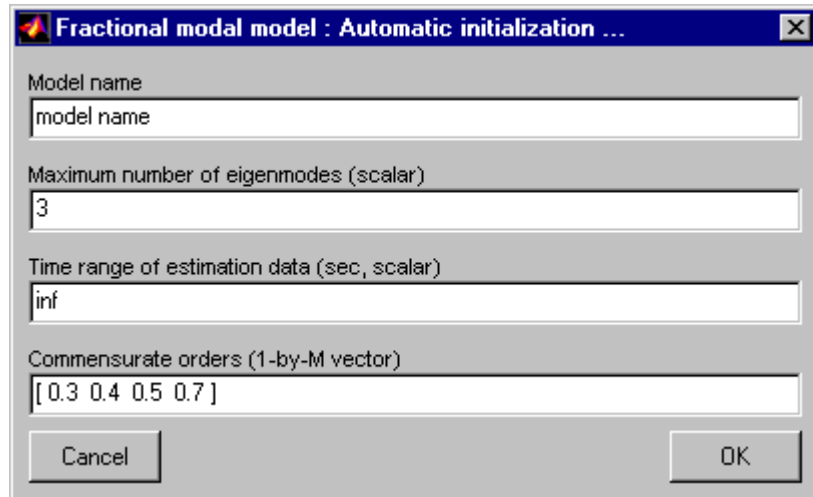 Fractional modal model : Automatic initialization ...
Model name
model name
Maximum number of eigenmodes (scalar)
3
Time range of estimation data (sec, scalar)
inf
Commensurate orders (1-by-M vector)
[ 0.3 0.4 0.5 0.7 ]
Cancel OK